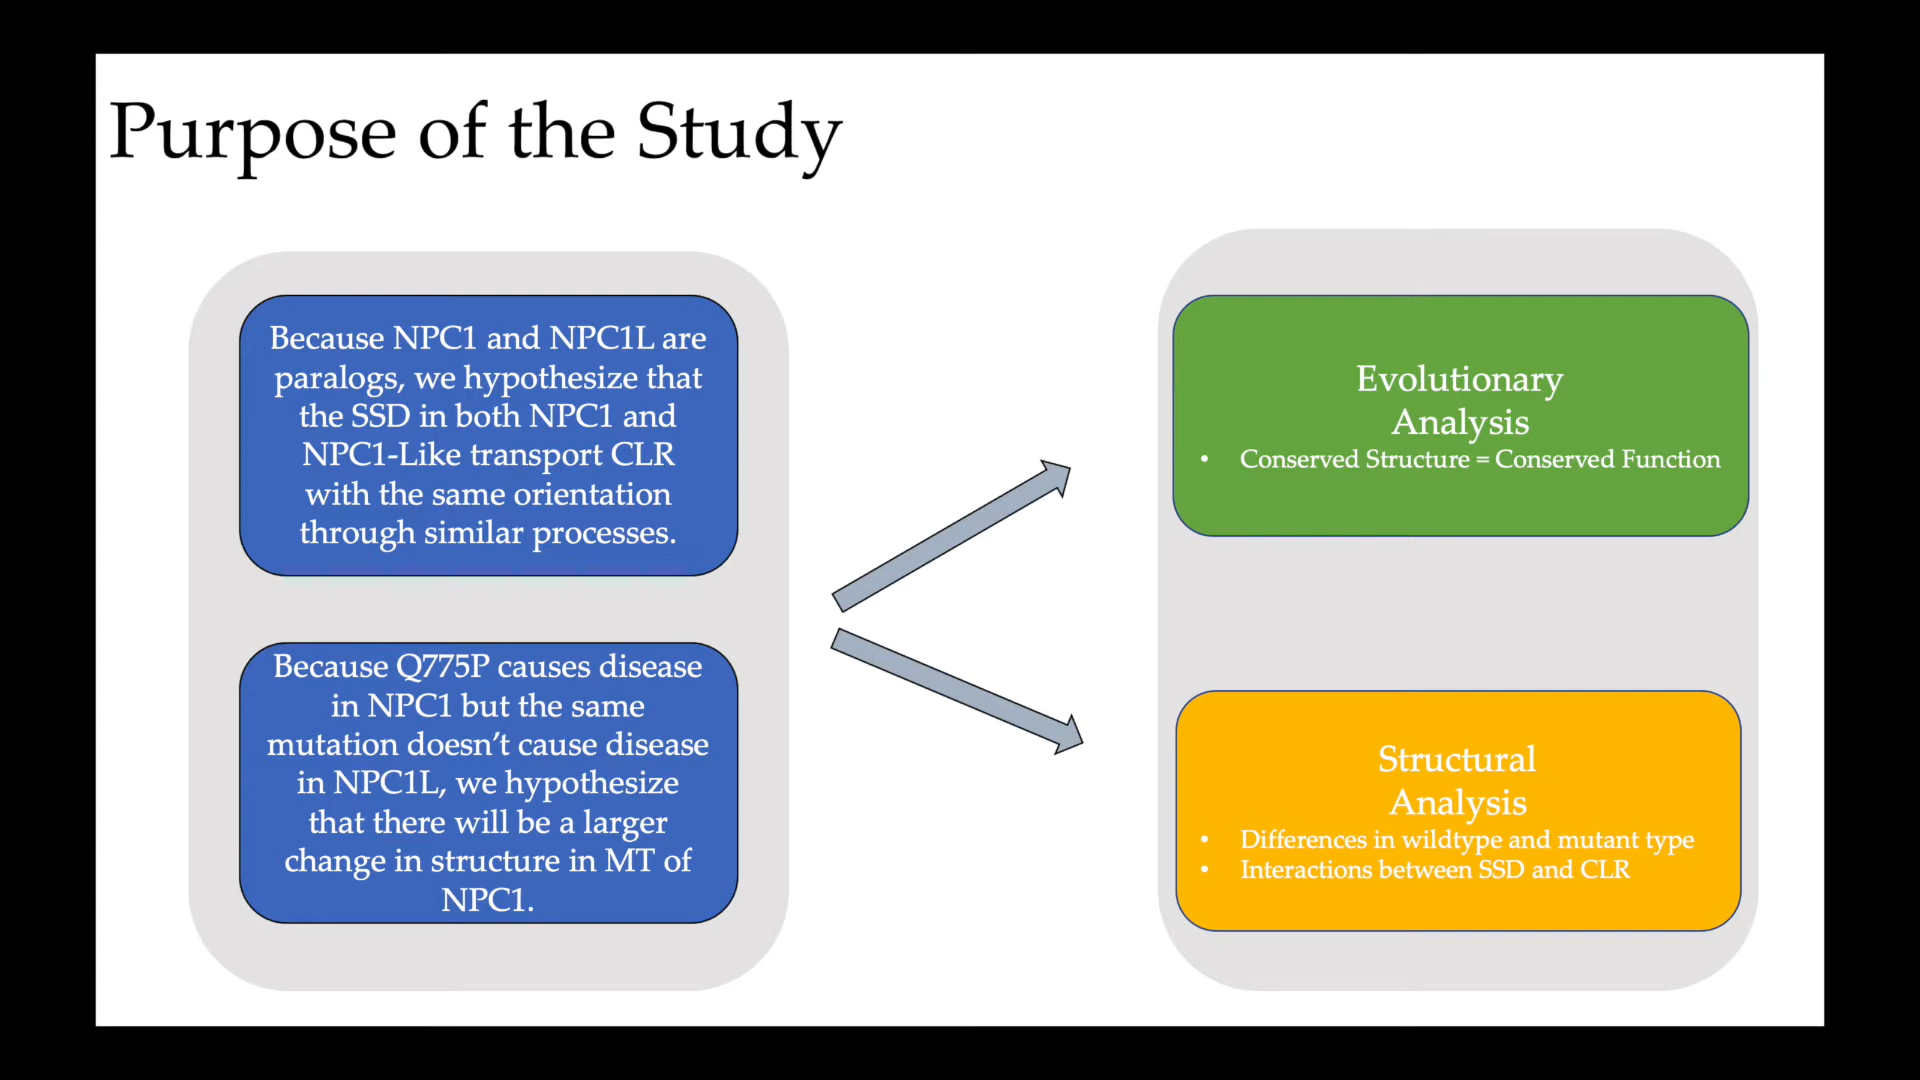 Purpose of the Study
Because NPC1 and NPC1L are
paralogs, we hypothesize that
the SSD in both NPC1 and
NPC1-Like transport CLR
with the same orientation
through similar processes.
Because Q775P causes disease
in NPC1 but the same
mutation doesn’t cause disease
in NPC1L, we hypothesize
that there will be a larger
change in structure in MT of
NPC1.
Evolutionary
Analysis
• Conserved Structure = Conserved Function
Structural
Analysis
• Differences in wildtype and mutant type
• Interactions between SSD and CLR